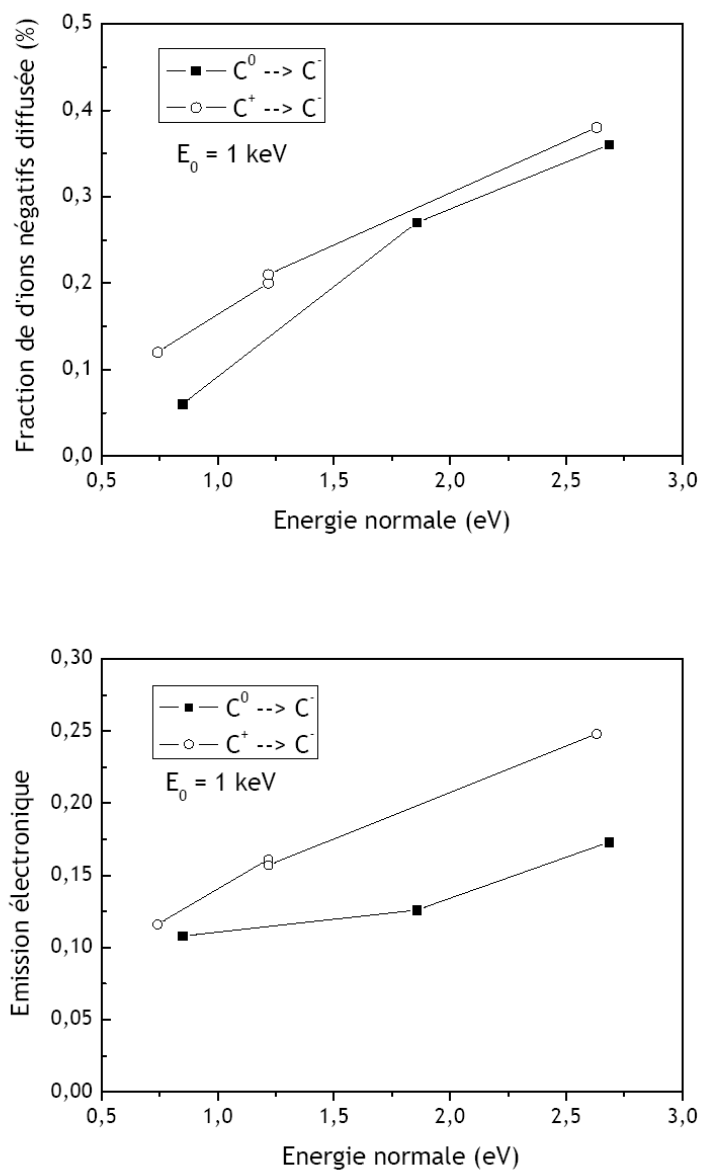 0,5
0,4
0,3
0,2
0,1
0,0
Fraction de d'ions négatifs diffusée (%)
C⁰ --> C⁻
C⁺ --> C⁻
E₀ = 1 keV
0,5 1,0 1,5 2,0 2,5 3,0
Energie normale (eV)
0,30
0,25
0,20
0,15
0,10
0,05
0,00
Emission électronique
C⁰ --> C⁻
C⁺ --> C⁻
E₀ = 1 keV
0,5 1,0 1,5 2,0 2,5 3,0
Energie normale (eV)